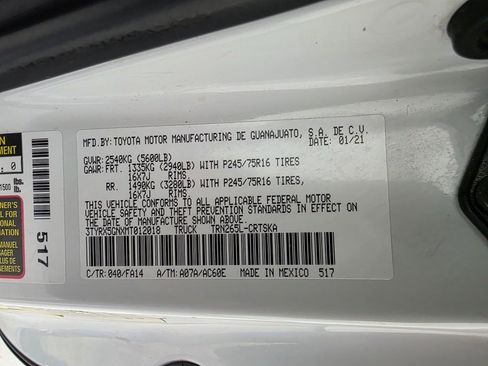 MFD.BY:TOYOTA MOTOR MANUFACTURING DE GUANAJUATO, S.A. DE C.V.
DATE: 01/21
GVWR: 2540KG (5600LB)
GAWR: FRT. 1335KG (2940LB) WITH P245/75R16 TIRES
16X7J RIMS
RR. 1490KG (3280LB) WITH P245/75R16 TIRES,
16X7J RIMS
THIS VEHICLE CONFORMS TO ALL APPLICABLE FEDERAL MOTOR
VEHICLE SAFETY AND THEFT PREVENTION STANDARDS IN EFFECT ON
THE DATE OF MANUFACTURE SHOWN ABOVE.
3TYRX5GNXMT012018 TRUCK TRN265L-CRTSKA
C/TR: 040/FA14 A/TM: A07A/AC60E MADE IN MEXICO 517
517